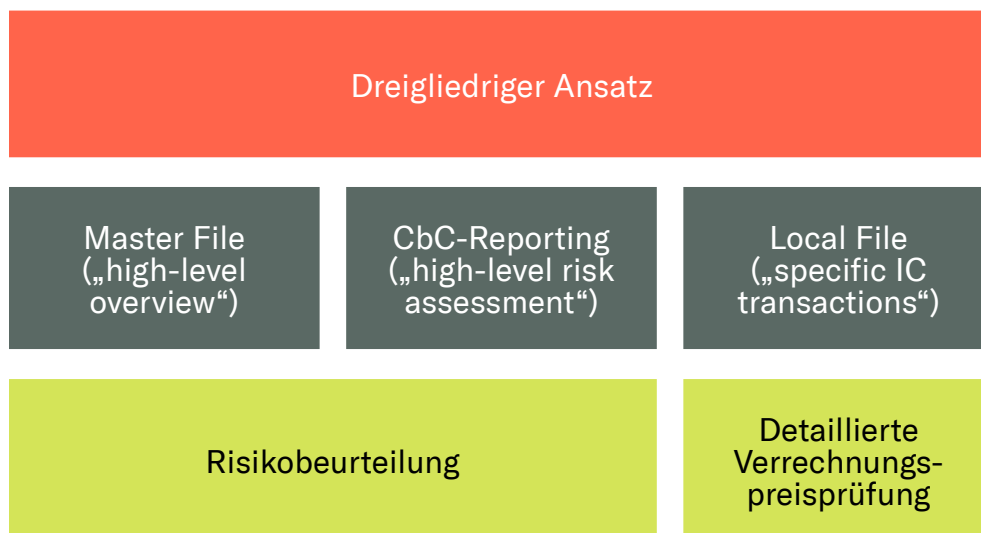 Dreigliedriger Ansatz
Master File
(„high-level
overview“)
CbC-Reporting
(„high-level risk
assessment“)
Local File
(„specific IC
transactions“)
Risikobeurteilung
Detaillierte
Verrechnungs-
preisprüfung